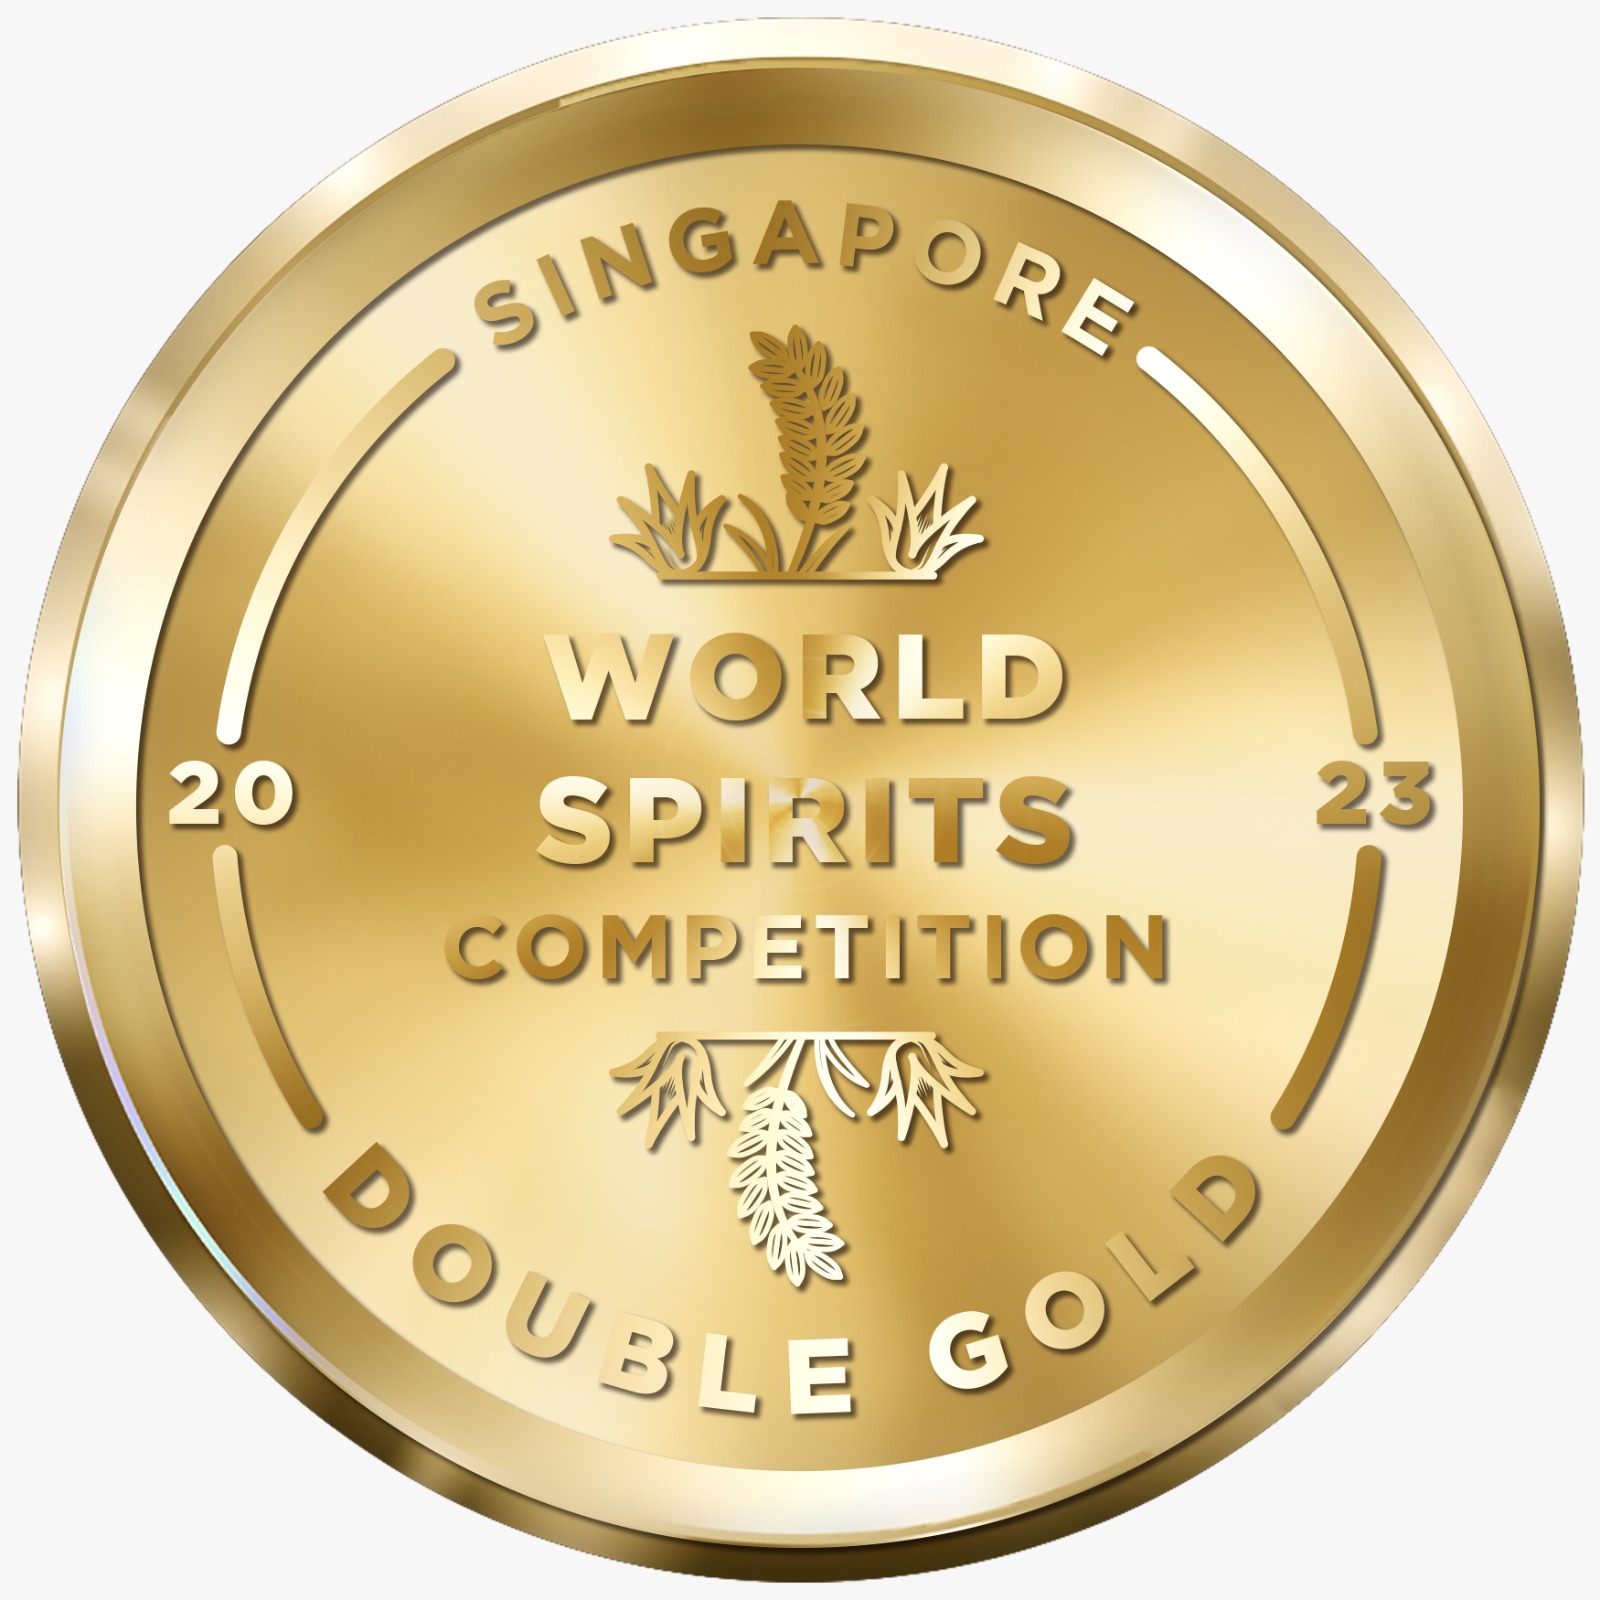 SINGAPORE
WORLD
SPIRITS
COMPETITION
20 23
DOUBLE GOLD